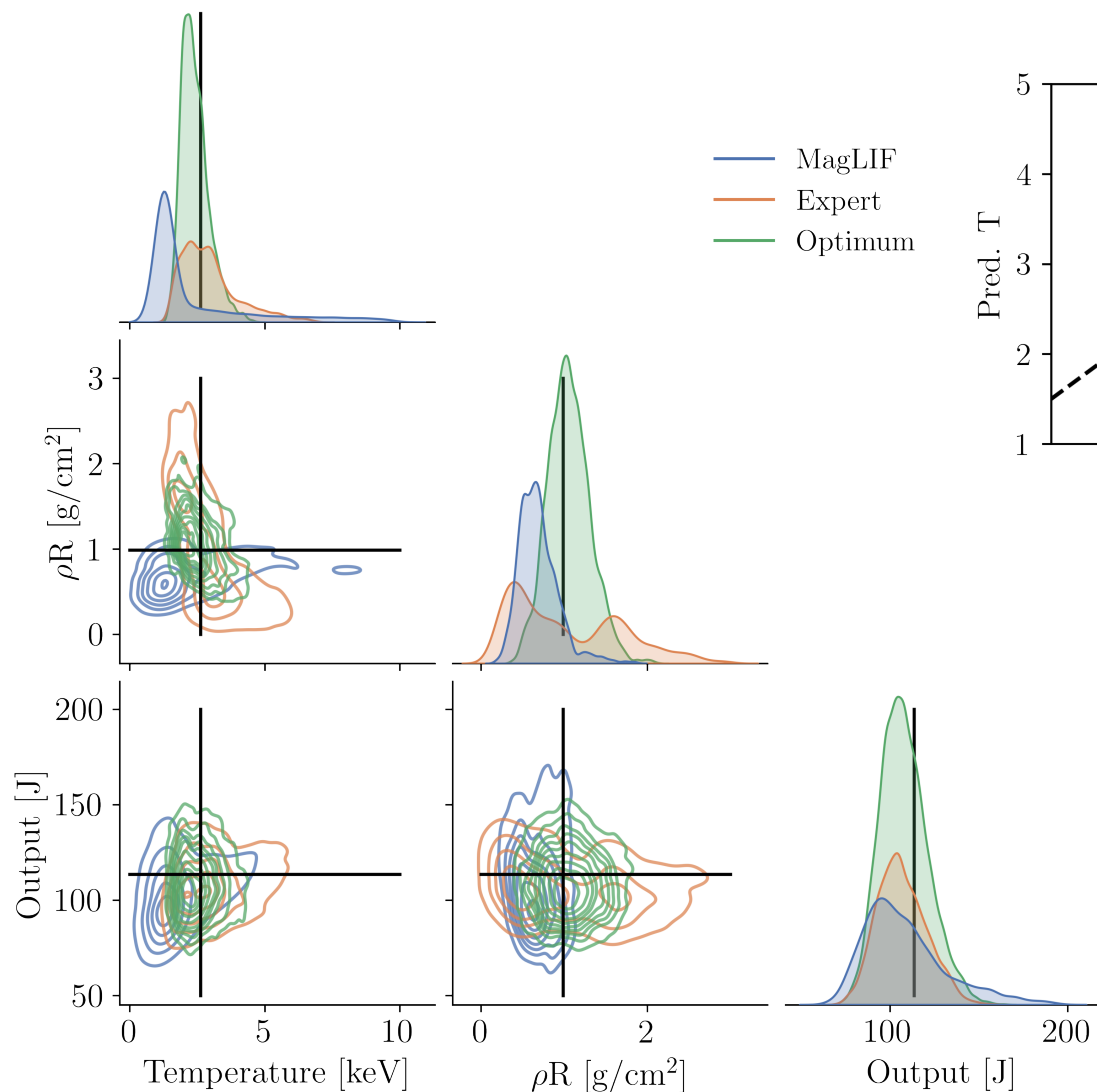 MagLIF
Expert
Optimum
5
4
3
2
1
Pred. T
3
2
1
0
ρR [g/cm²]
200
150
100
50
Output [J]
0
5
10
Temperature [keV]
0
2
ρR [g/cm²]
100
200
Output [J]